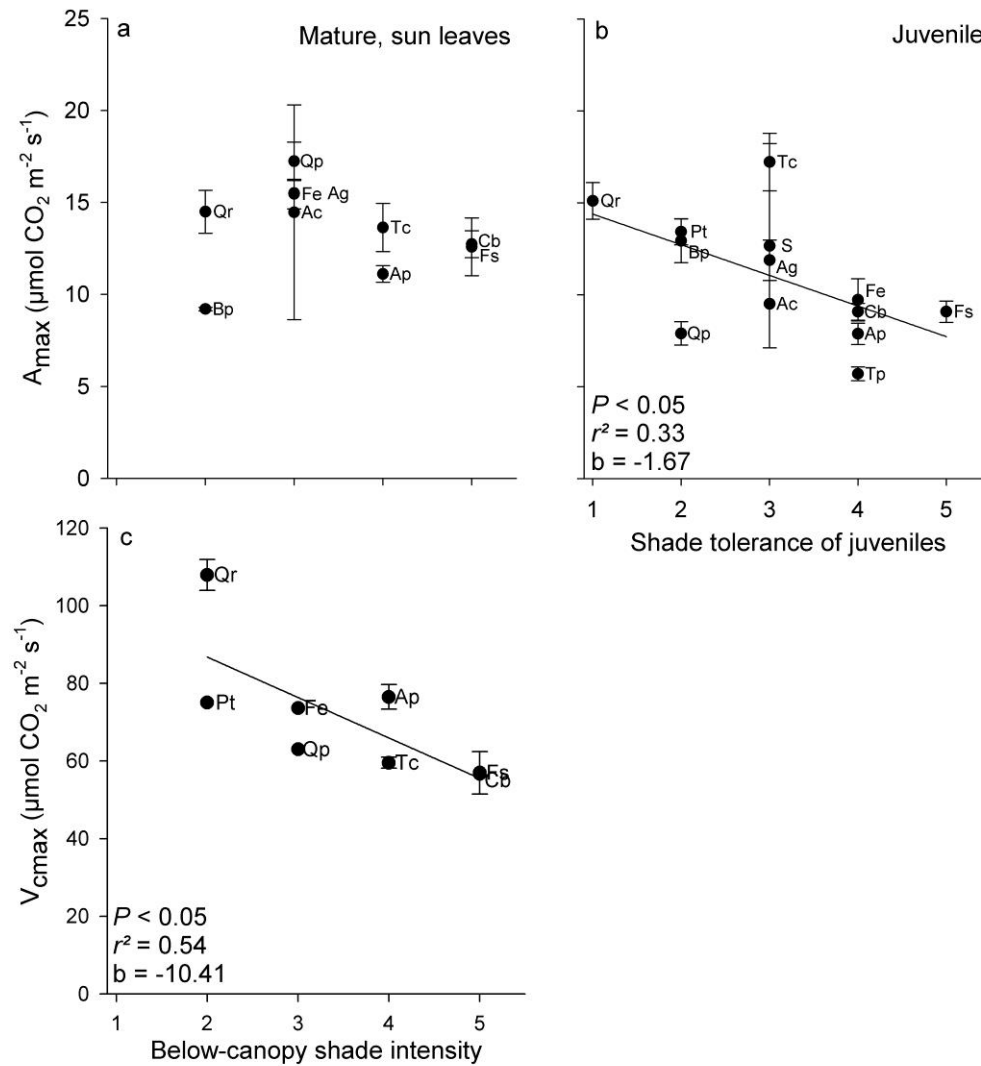 a
Mature, sun leaves
25
20
15
10
5
0
Amax (µmol CO2 m-2 s-1)
Qr
Bp
Qp
Fe Ag
Ac
Tc
Ap
Cb
Fs
b
Juvenile
Qr
Pt
Bp
Qp
Tc
S
Ag
Ac
Fe
Cb
Ap
Tp
Fs
P < 0.05
r² = 0.33
b = -1.67
1 2 3 4 5
Shade tolerance of juveniles
c
120
100
80
60
40
20
0
Vcmax (µmol CO2 m-2 s-1)
Qr
Pt
Fe
Qp
Ap
Tc
Fs
Cb
P < 0.05
r² = 0.54
b = -10.41
1 2 3 4 5
Below-canopy shade intensity